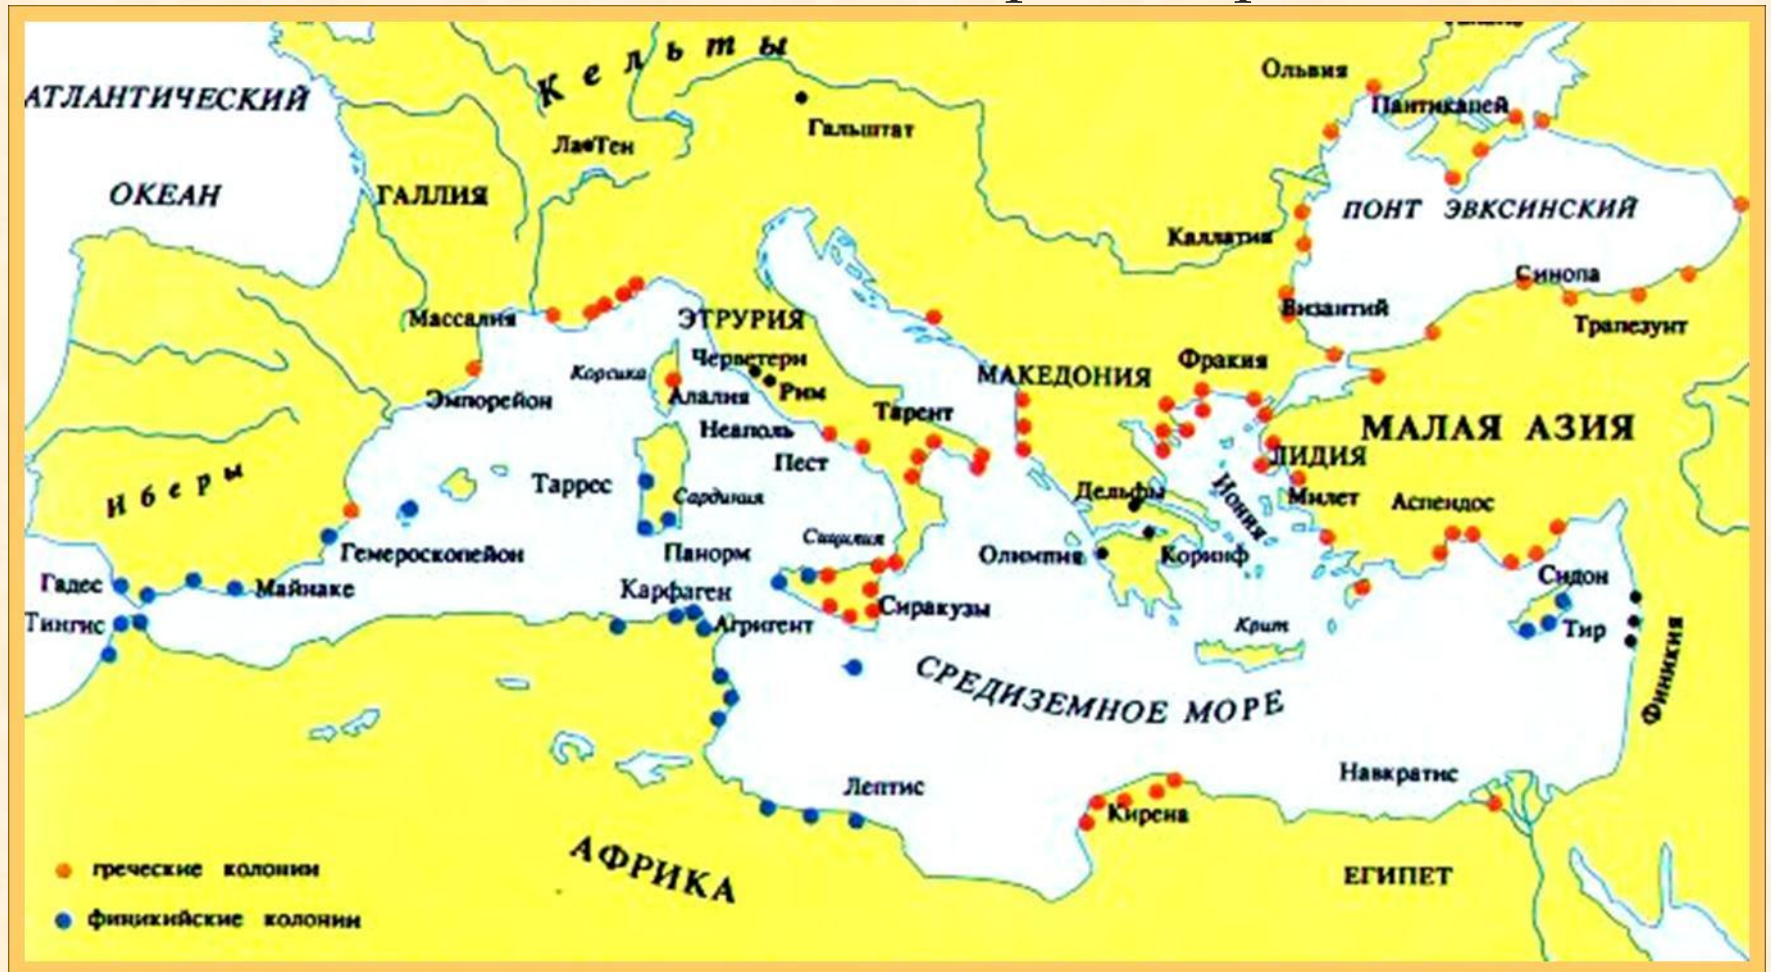 Кельты
Ольвия
АТЛАНТИЧЕСКИЙ
Пантикапей
Гальштат
Ла Тен
ОКЕАН
ГАЛЛИЯ
ПОНТ ЭВКСИНСКИЙ
Каллатия
Синопа
Массалия
ЭТРУРИЯ
Византий
Трапезунт
Черветери
Фракия
Корсика
МАКЕДОНИЯ
Рим
Алалия
Эмпорейон
Тарент
Неаполь
МАЛАЯ АЗИЯ
Пест
ЛИДИЯ
Иберы
Таррес
Сардиния
Дельфы
Иония
Милет
Аспендос
Сицилия
Гемероскопейон
Панорм
Олимпия
Коринф
Гадес
Майнаке
Карфаген
Сидон
Сиракузы
Тингис
Агригент
Крит
Тир
Финикия
СРЕДИЗЕМНОЕ МОРЕ
Навкратис
Лептис
Кирена
АФРИКА
ЕГИПЕТ
греческие колонии
финикийские колонии